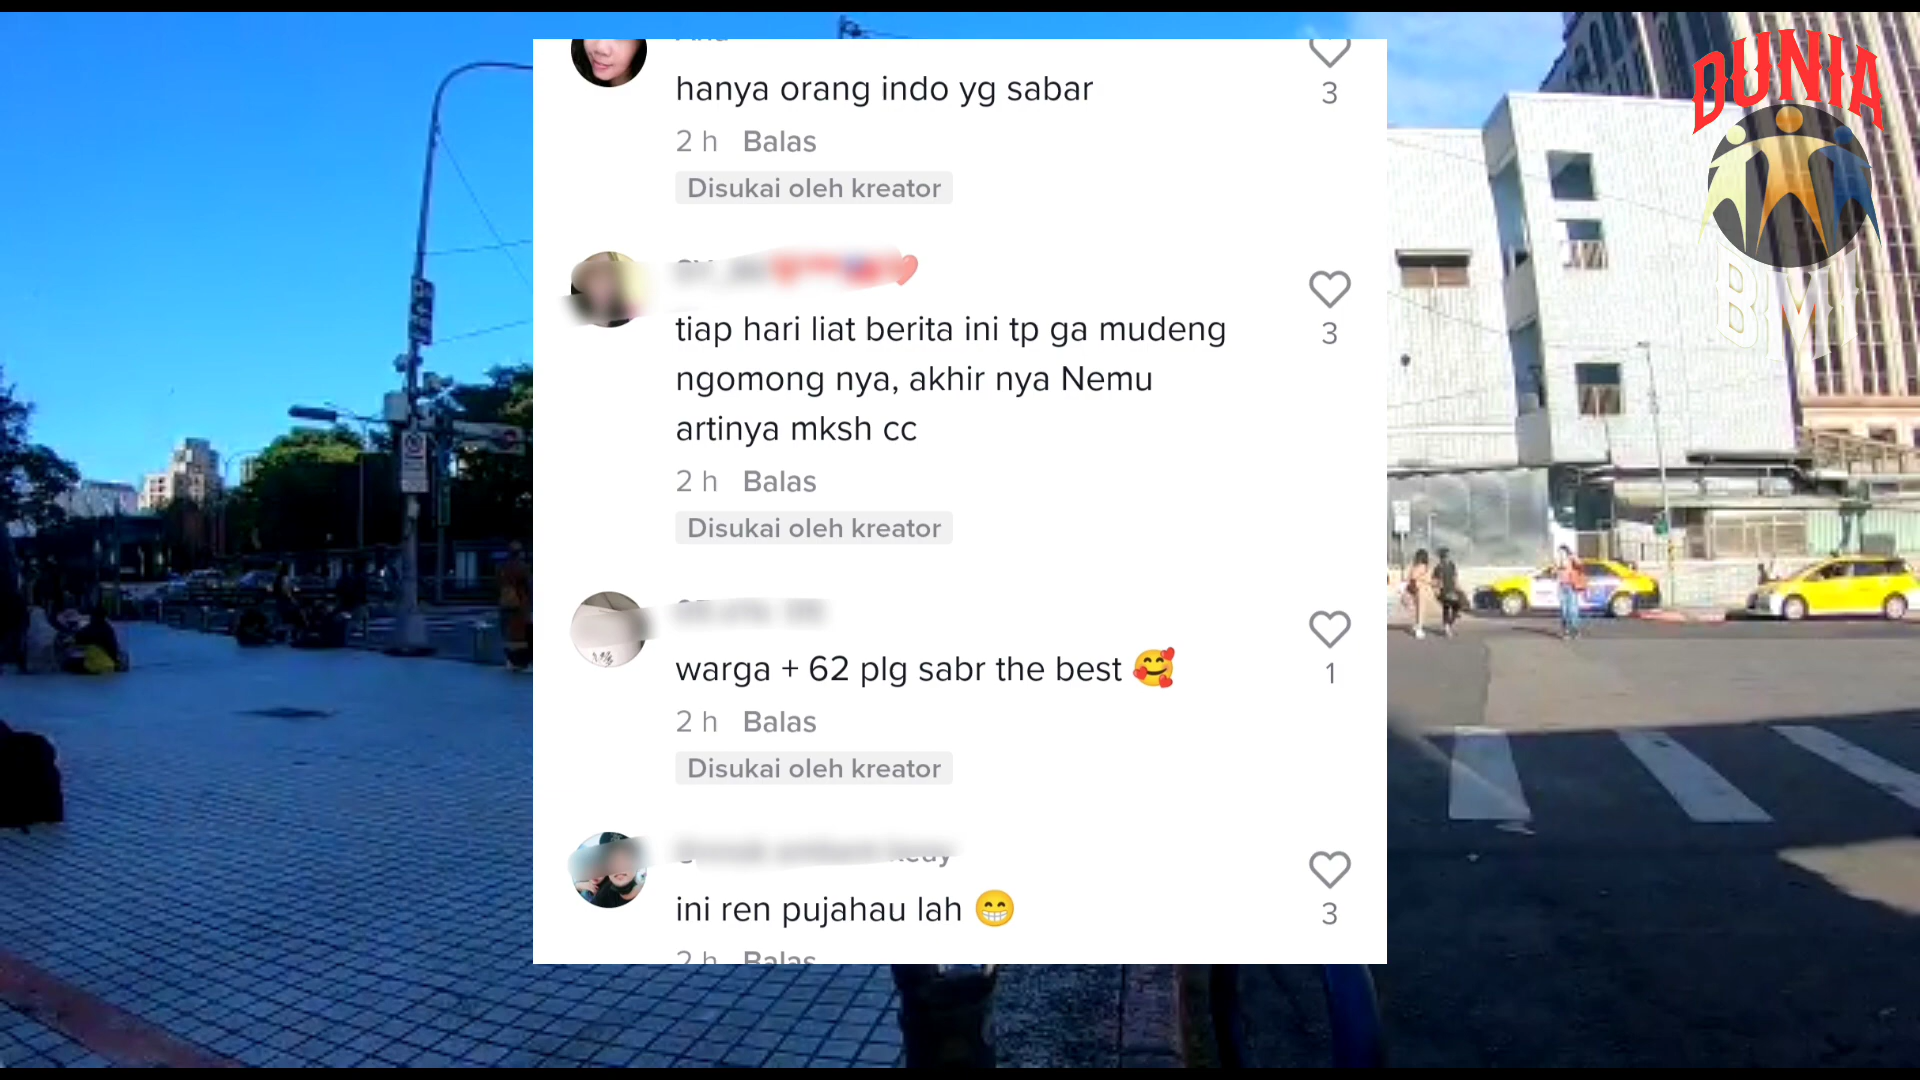 DUNIA
BMI
hanya orang indo yg sabar
3
2 h Balas
Disukai oleh kreator
tiap hari liat berita ini tp ga mudeng
3
ngomong nya, akhir nya Nemu
artinya mksh cc
2 h Balas
Disukai oleh kreator
warga + 62 plg sabr the best 🥰
1
2 h Balas
Disukai oleh kreator
ini ren pujahau lah 😁
3
2 h Balas